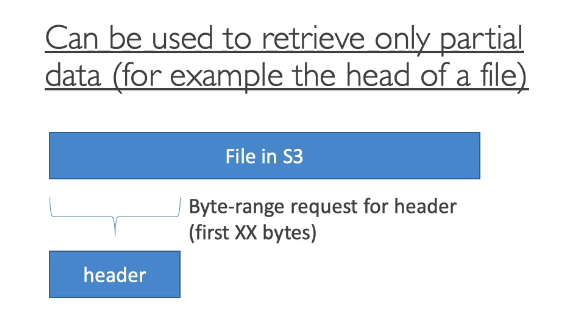 Can be used to retrieve only partial
data (for example the head of a file)
File in S3
Byte-range request for header
(first XX bytes)
header